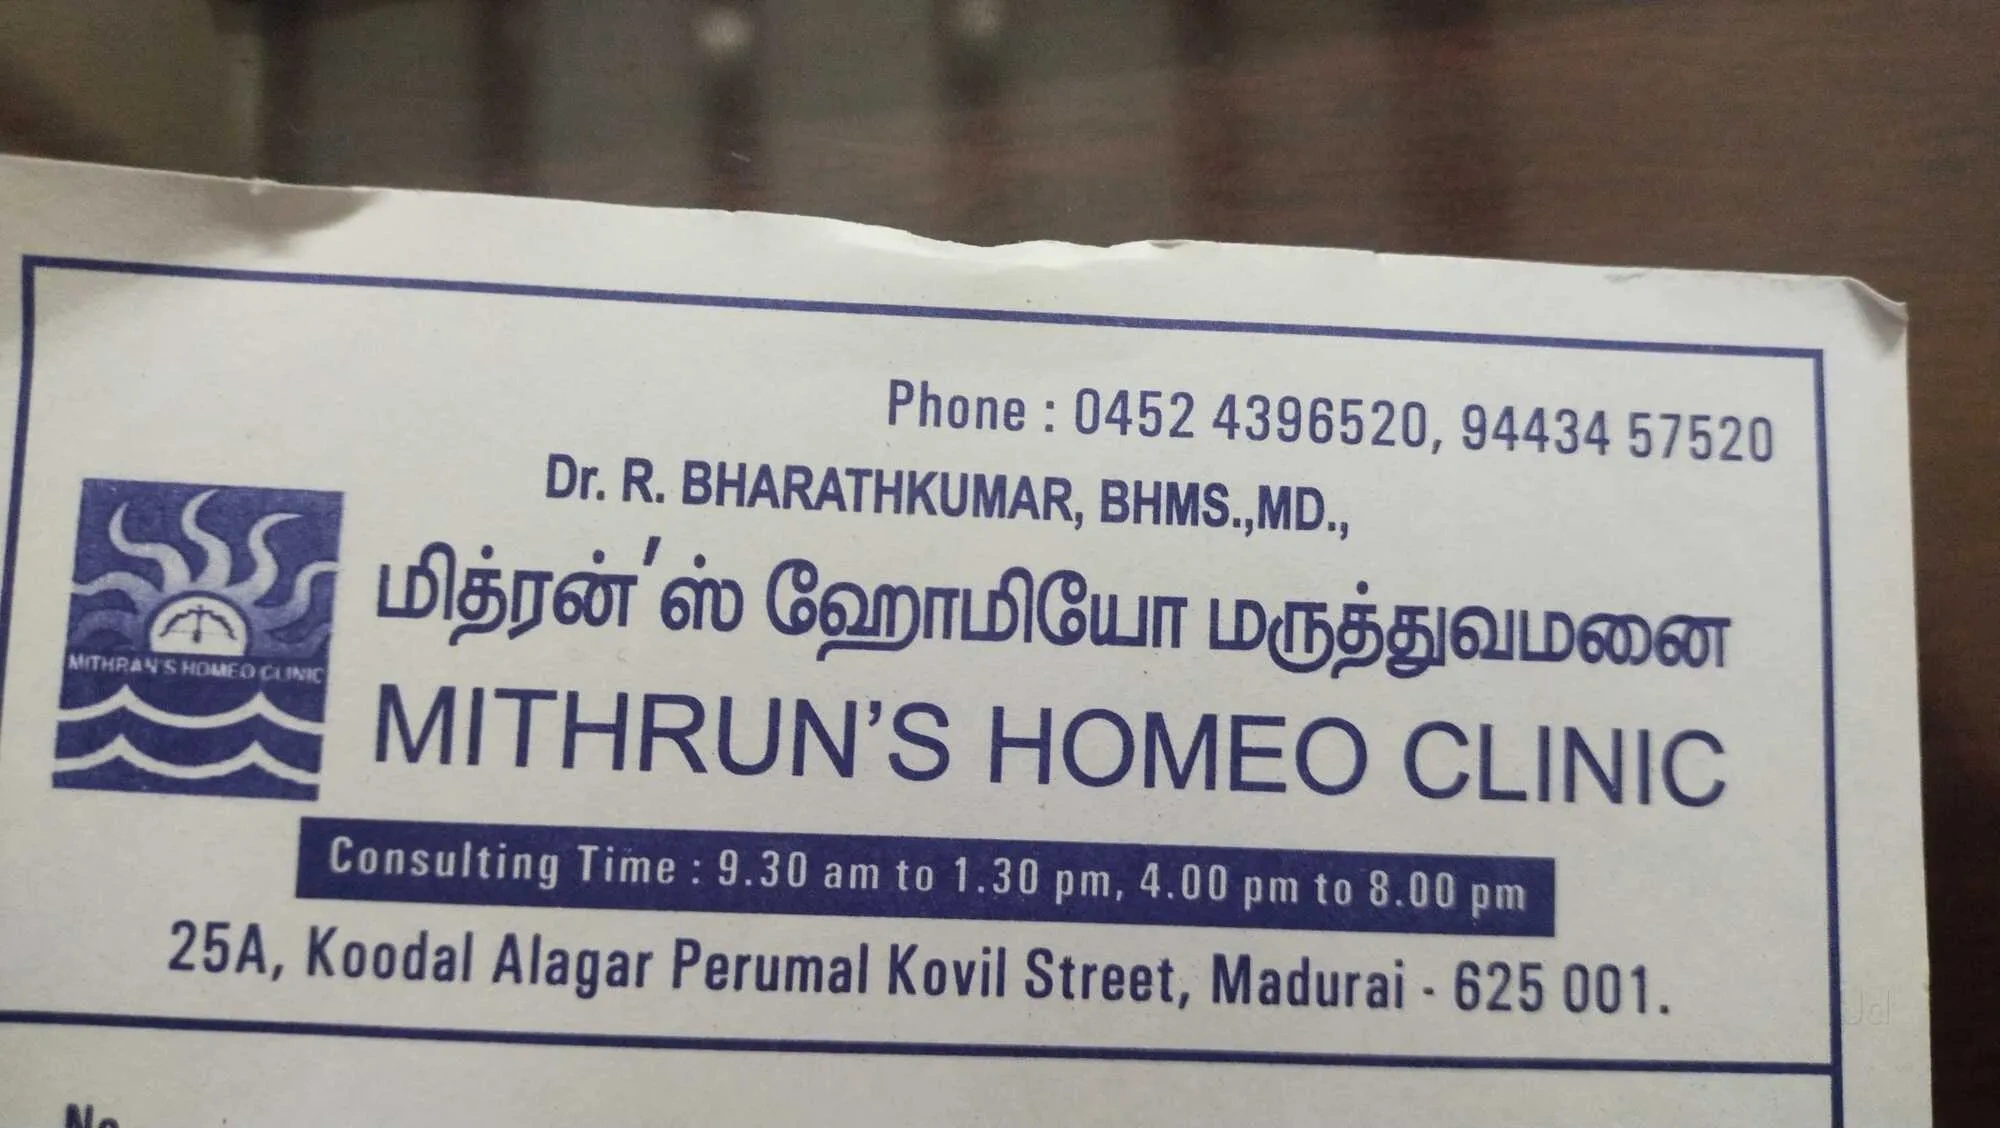 Phone : 0452 4396520, 94434 57520
Dr. R. BHARATHKUMAR, BHMS.,MD.,
மித்ரன்'ஸ் ஹோமியோ மருத்துவமனை
MITHRAN'S HOMEO CLINIC
MITHRUN'S HOMEO CLINIC
Consulting Time : 9.30 am to 1.30 pm, 4.00 pm to 8.00 pm
25A, Koodal Alagar Perumal Kovil Street, Madurai - 625 001.
No
Jd